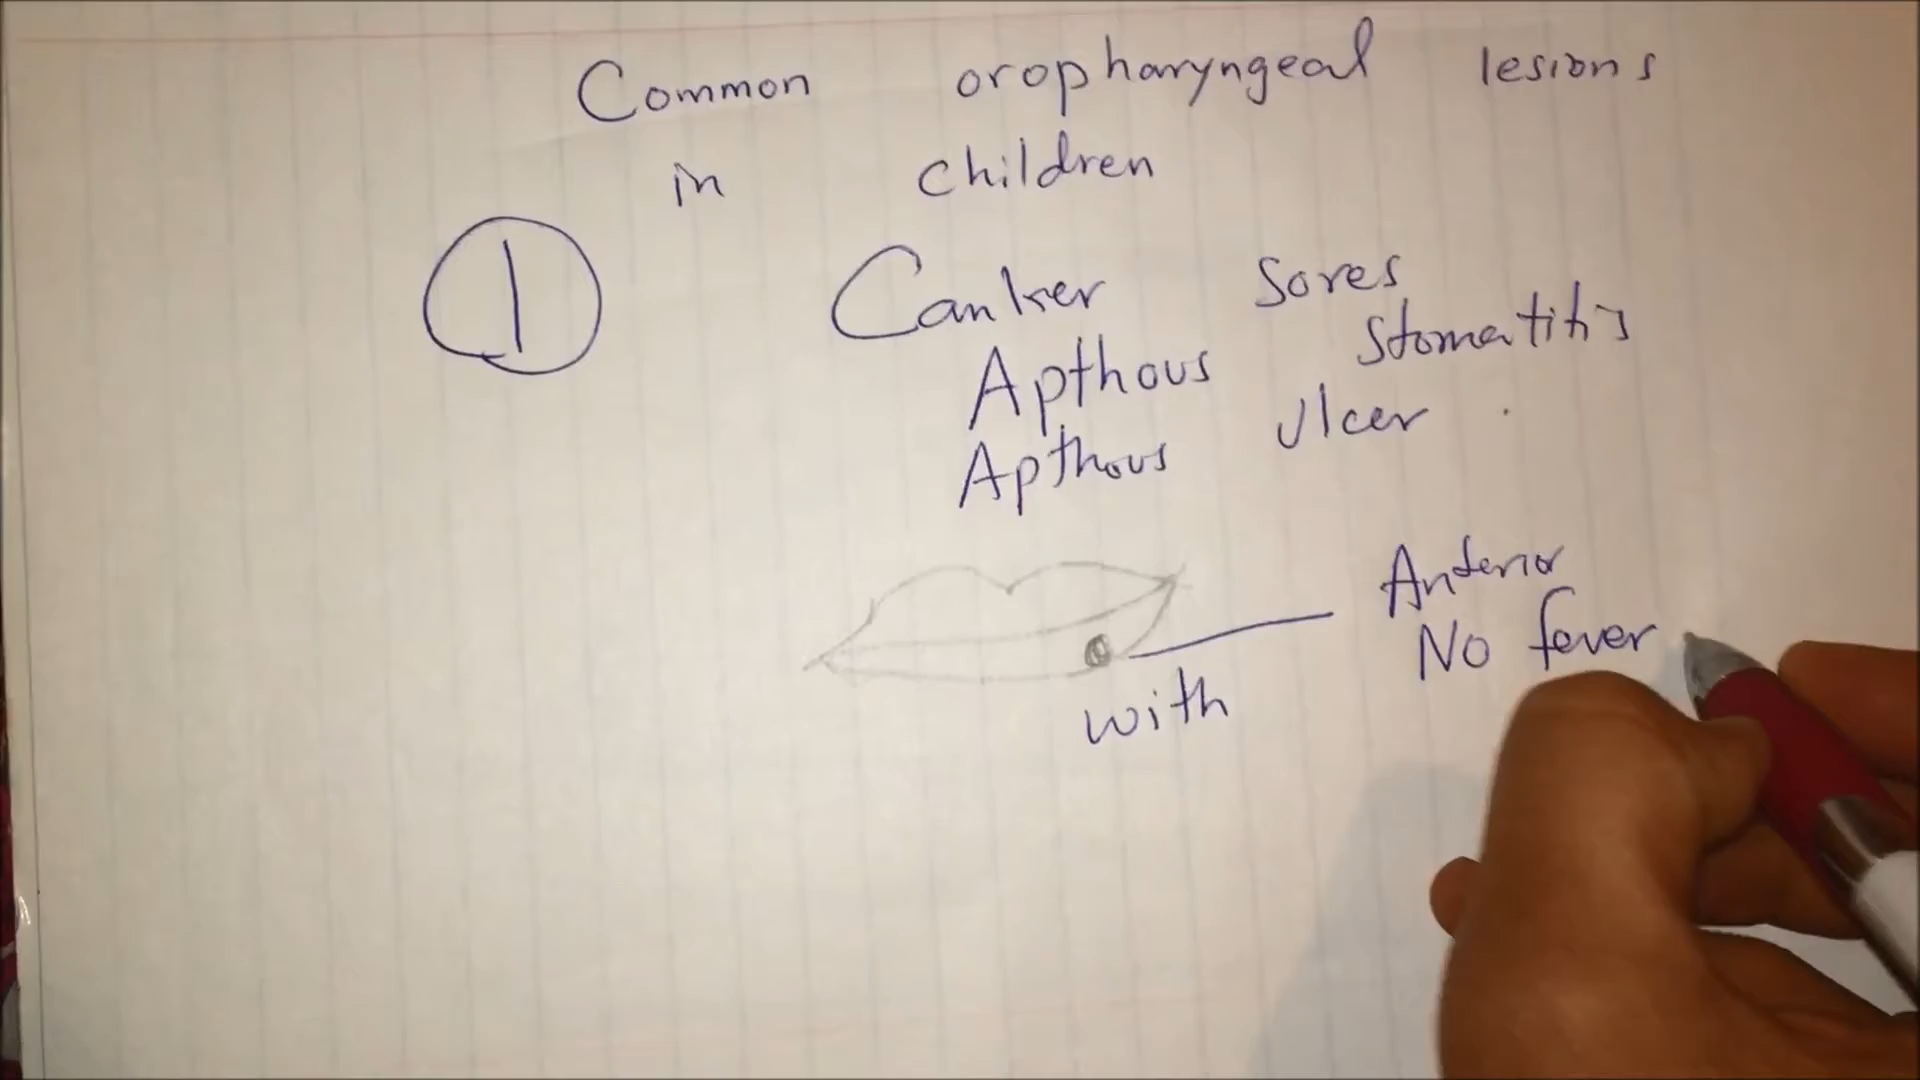 Common oropharyngeal lesions
in children
1
Canker Sores
Apthous Stomatitis
Apthous Ulcer
Anterior
No fever
with